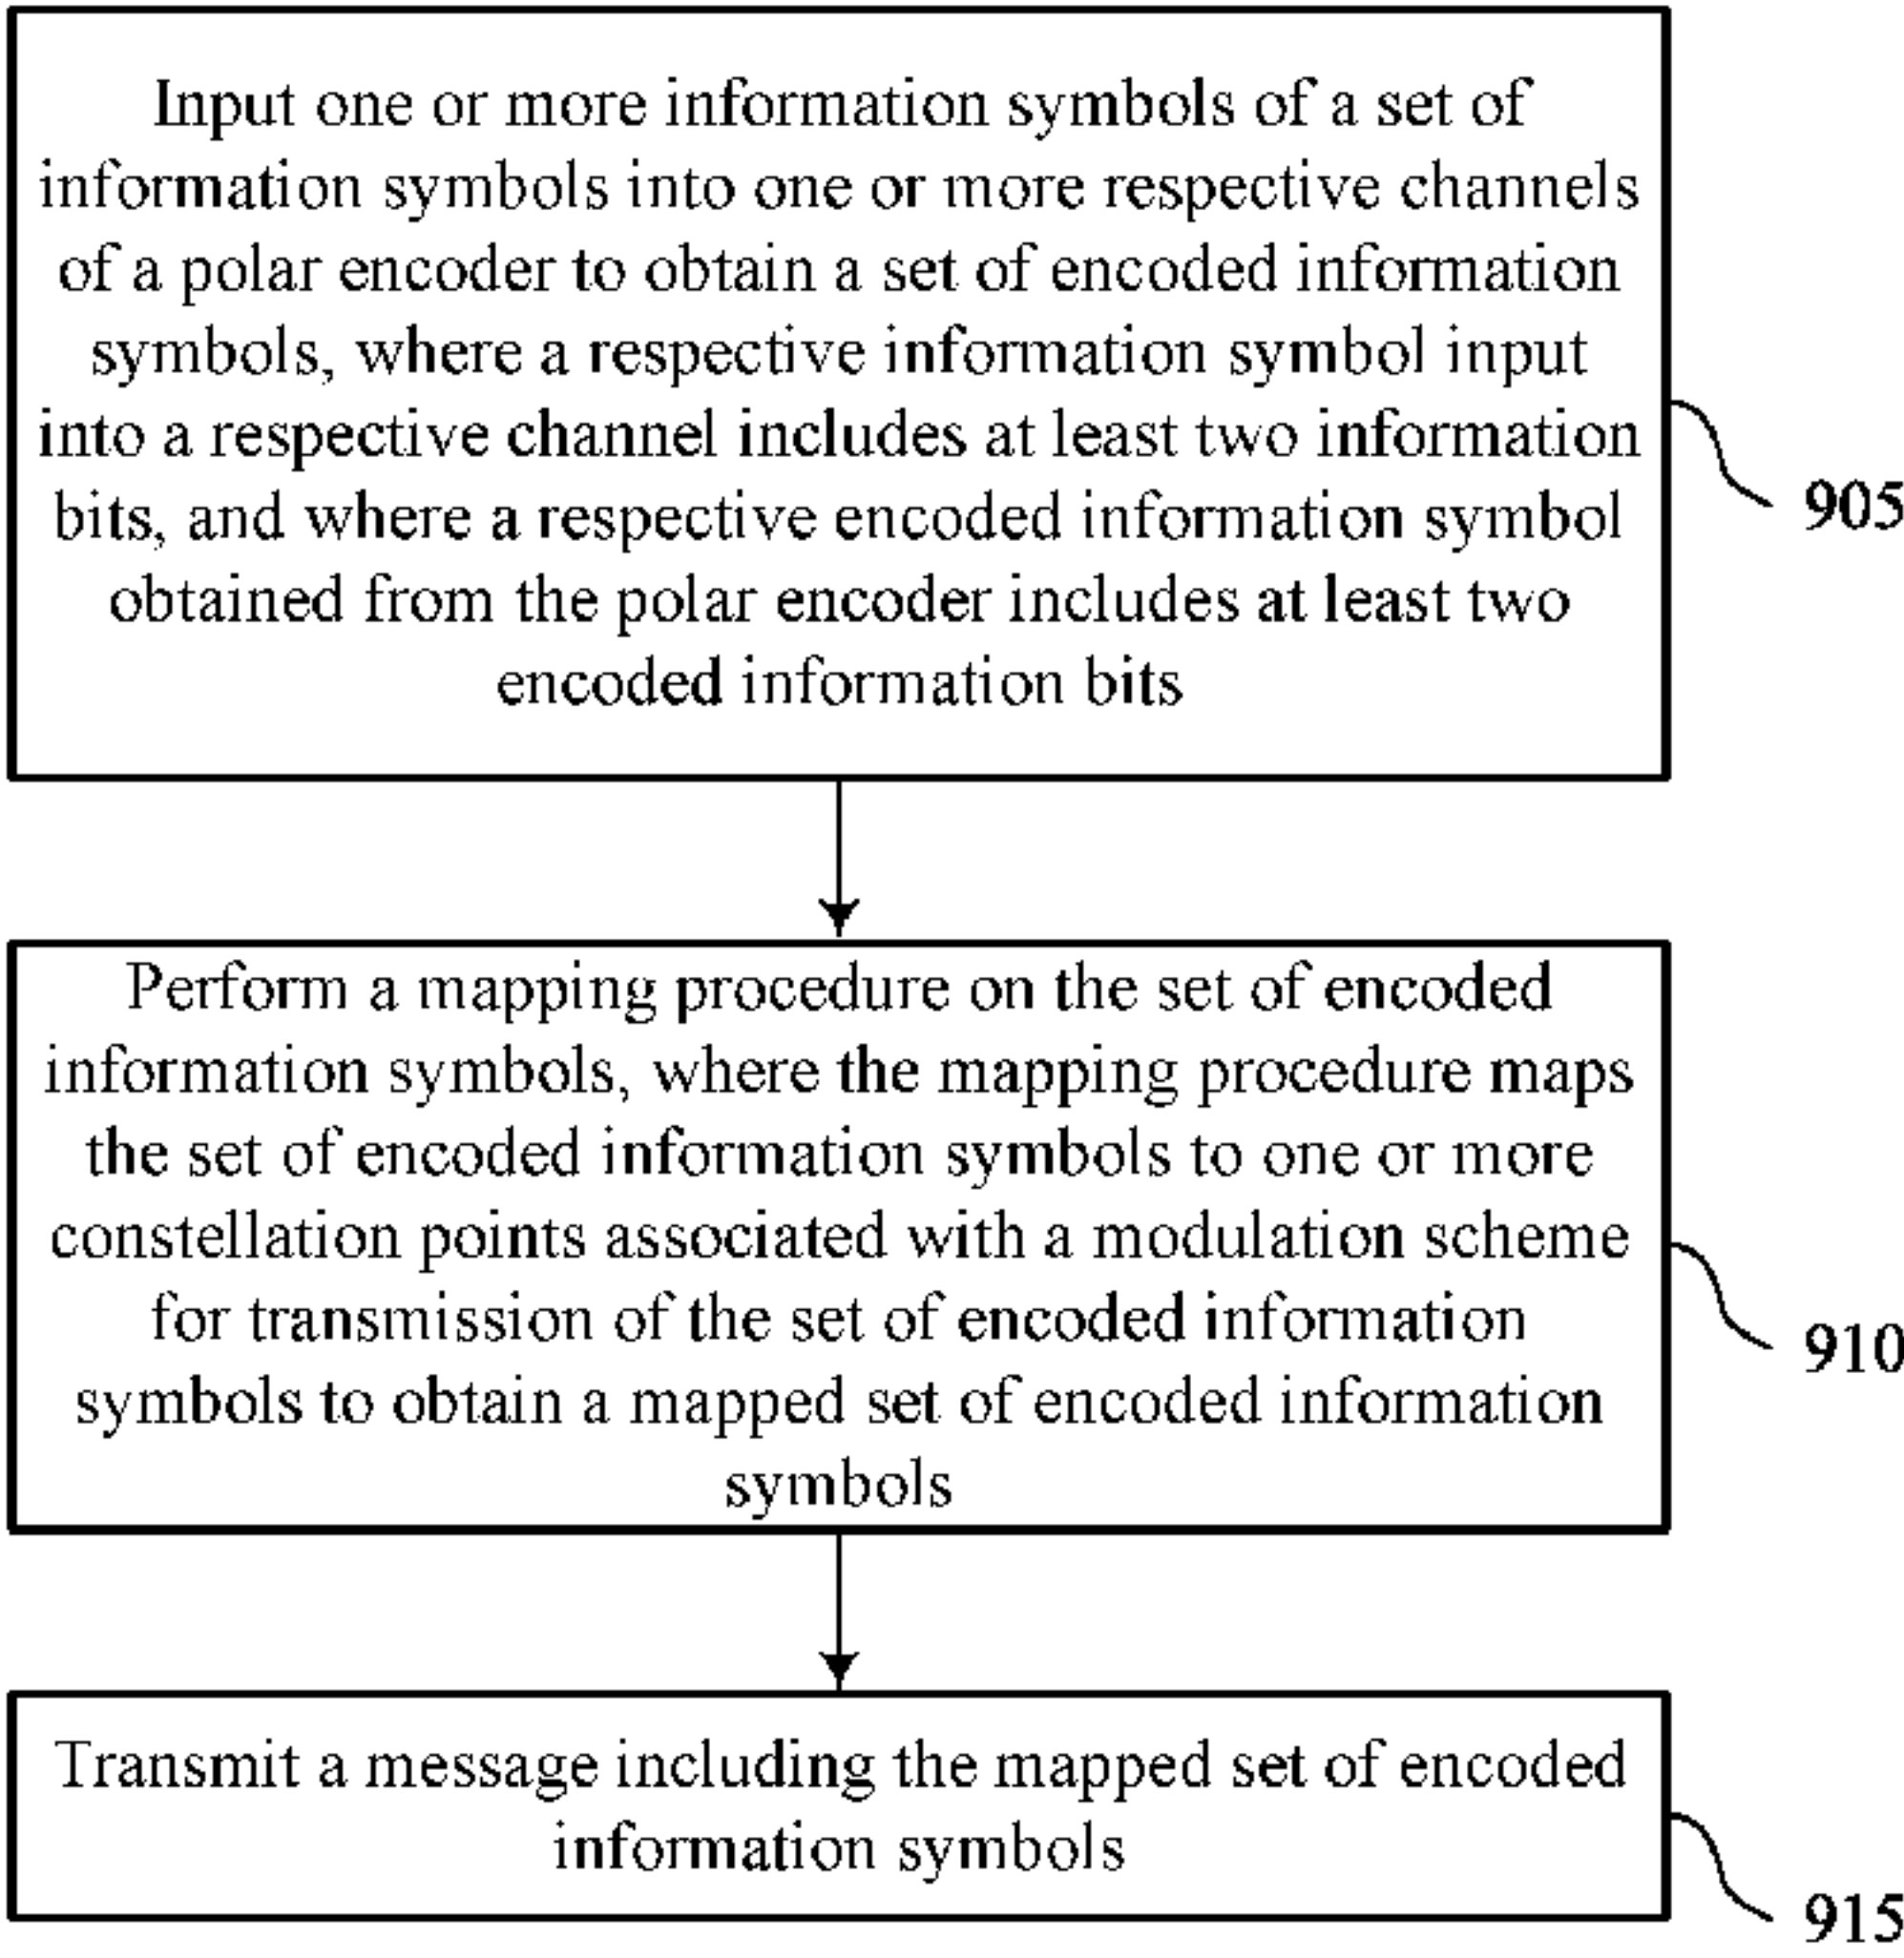 Input one or more information symbols of a set of
information symbols into one or more respective channels
of a polar encoder to obtain a set of encoded information
symbols, where a respective information symbol input
into a respective channel includes at least two information
bits, and where a respective encoded information symbol
obtained from the polar encoder includes at least two
encoded information bits
905
Perform a mapping procedure on the set of encoded
information symbols, where the mapping procedure maps
the set of encoded information symbols to one or more
constellation points associated with a modulation scheme
for transmission of the set of encoded information
symbols to obtain a mapped set of encoded information
symbols
910
Transmit a message including the mapped set of encoded
information symbols
915